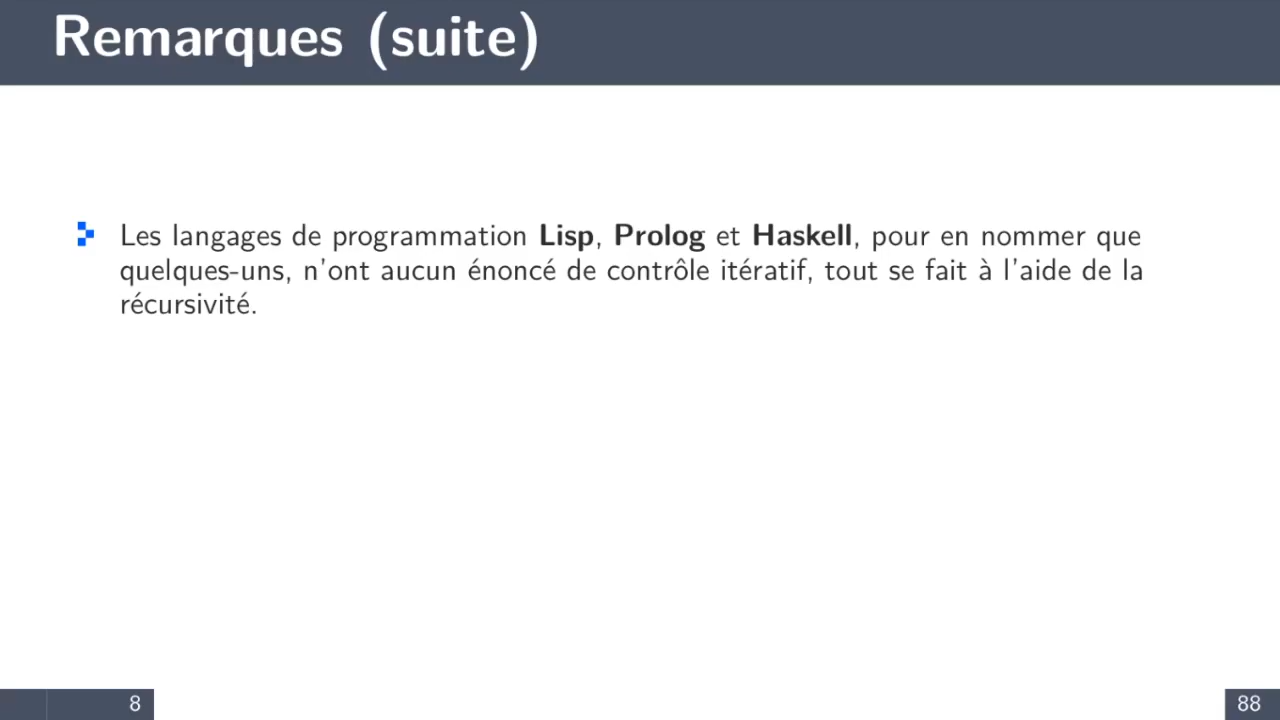 Remarques (suite)
Les langages de programmation Lisp, Prolog et Haskell, pour en nommer que
quelques-uns, n'ont aucun énoncé de contrôle itératif, tout se fait à l'aide de la
récursivité.
8
88